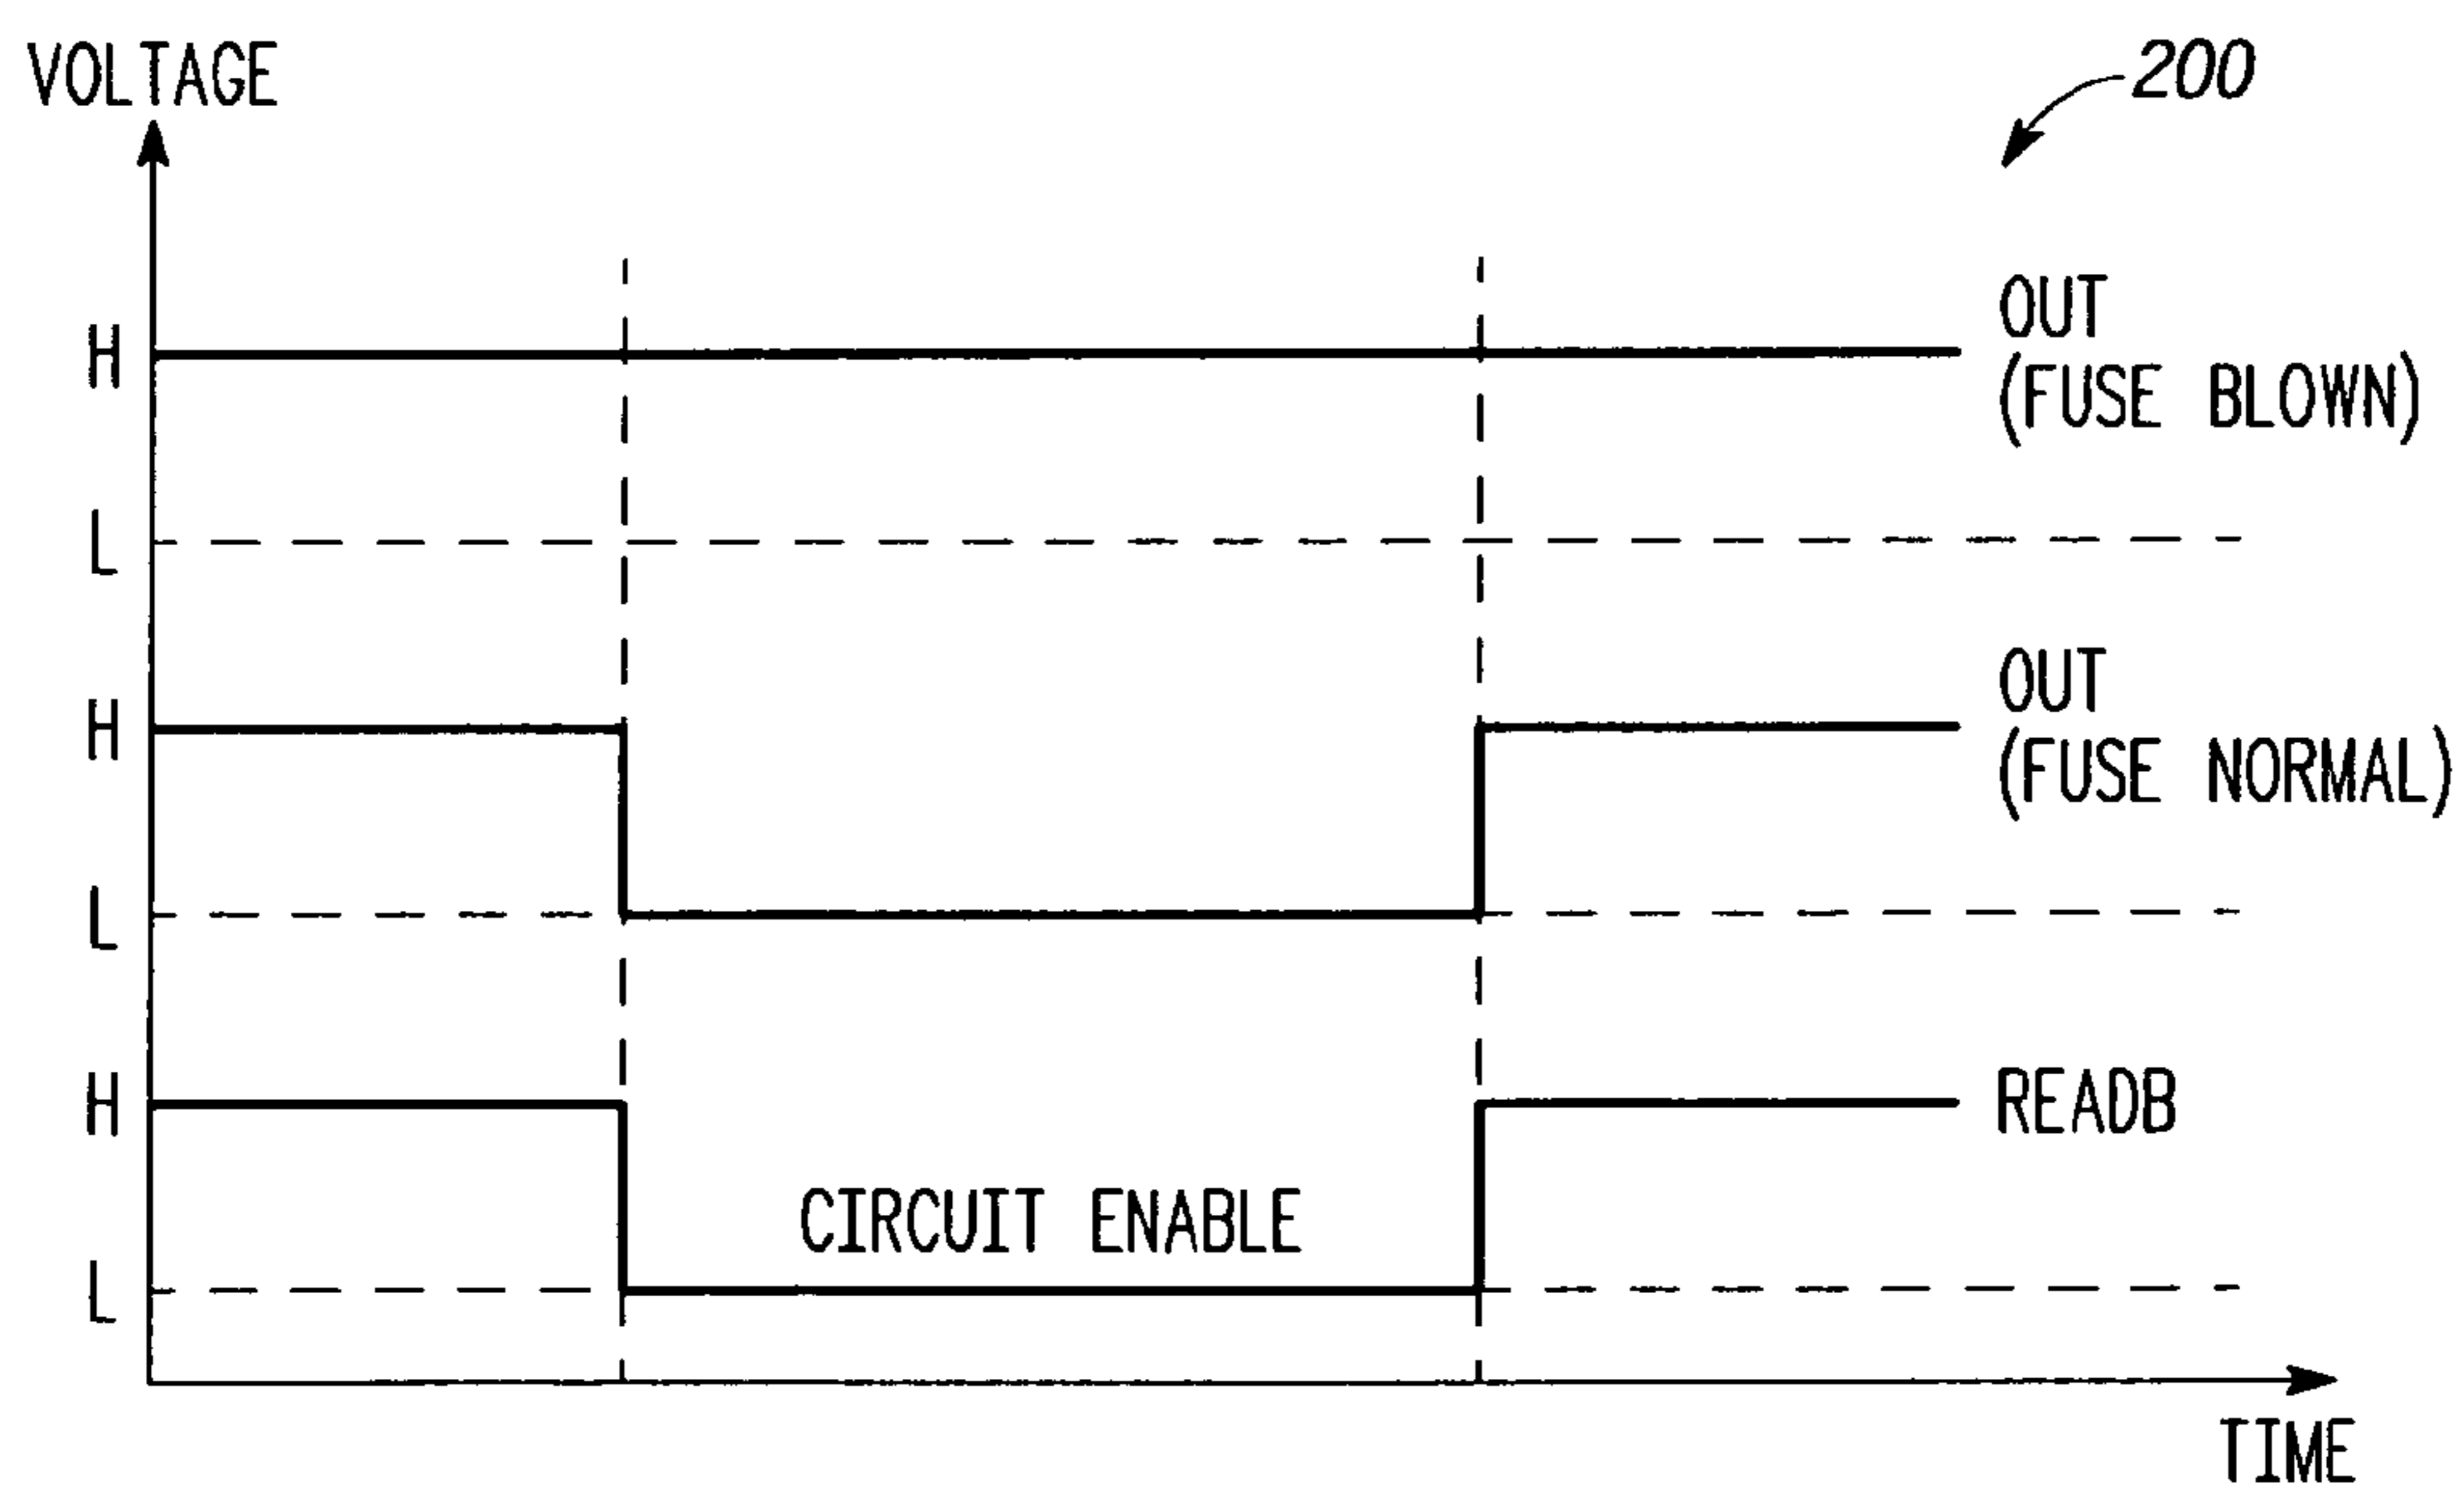 VOLTAGE
200
H
OUT
(FUSE BLOWN)
L
H
OUT
(FUSE NORMAL)
L
H
READB
CIRCUIT ENABLE
L
TIME